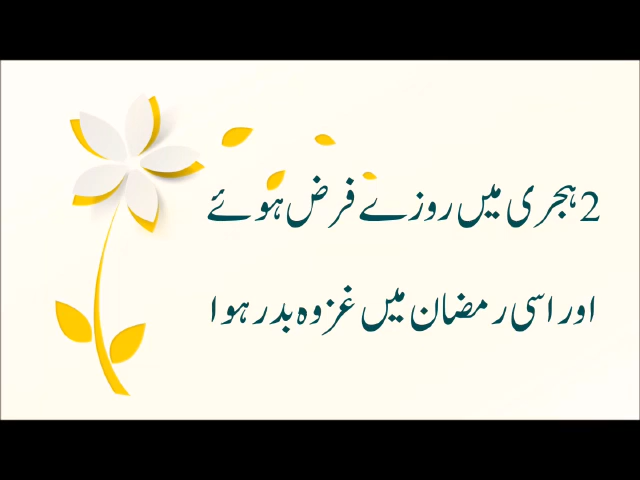 2 ہجری میں روزے فرض ہوئے
اور اسی رمضان میں غزوہ بدر ہوا